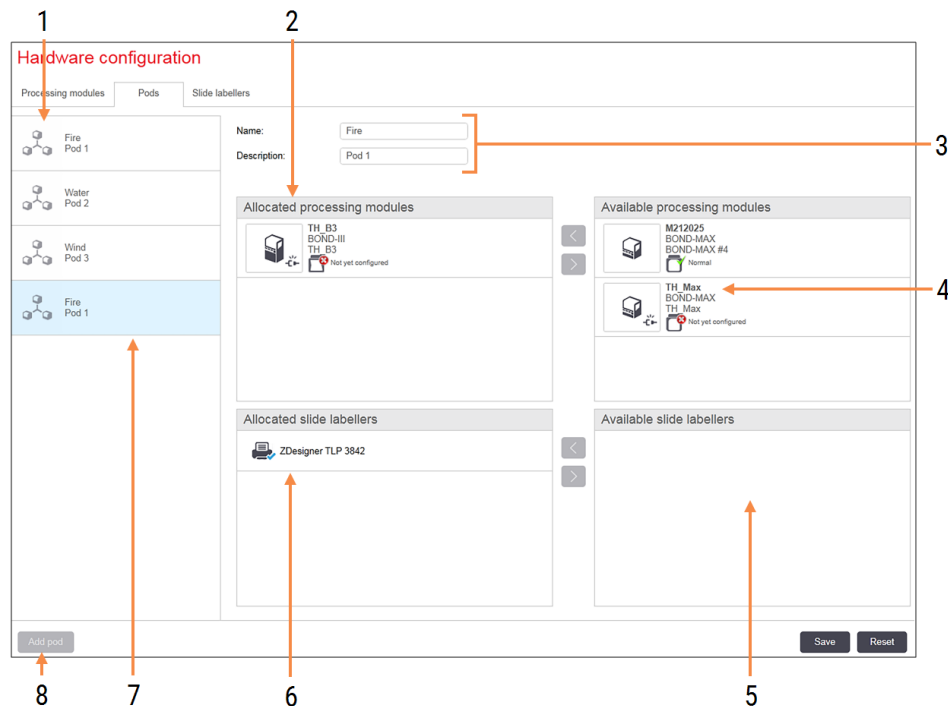 1
2
Hardware configuration
Processing modules
Pods
Slide labellers
Fire
Pod 1
Water
Pod 2
Wind
Pod 3
Fire
Pod 1
Name:
Fire
Description:
Pod 1
3
Allocated processing modules
TH_B3
BOND-III
TH_B3
Not yet configured
<
>
Available processing modules
M212025
BOND-MAX
BOND-MAX #4
Normal
TH_Max
BOND-MAX
TH_Max
Not yet configured
4
Allocated slide labellers
ZDesigner TLP 3842
<
>
Available slide labellers
Add pod
Save
Reset
8
7
6
5